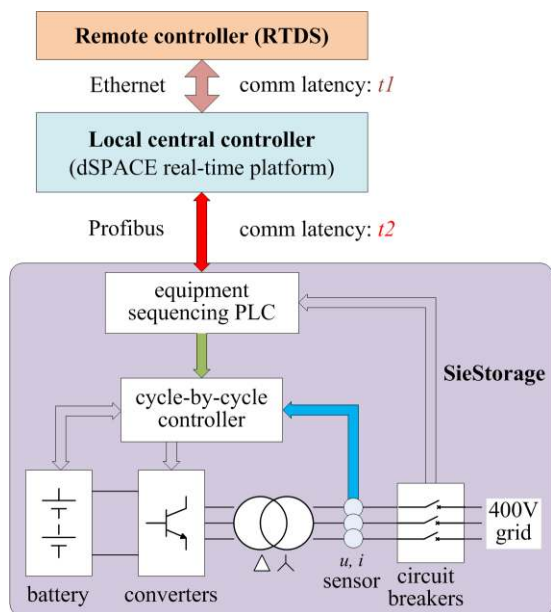 Remote controller (RTDS)
Ethernet
comm latency: t1
Local central controller
(dSPACE real-time platform)
Profibus
comm latency: t2
equipment
sequencing PLC
SieStorage
cycle-by-cycle
controller
400V
grid
u, i
sensor
battery
converters
circuit
breakers